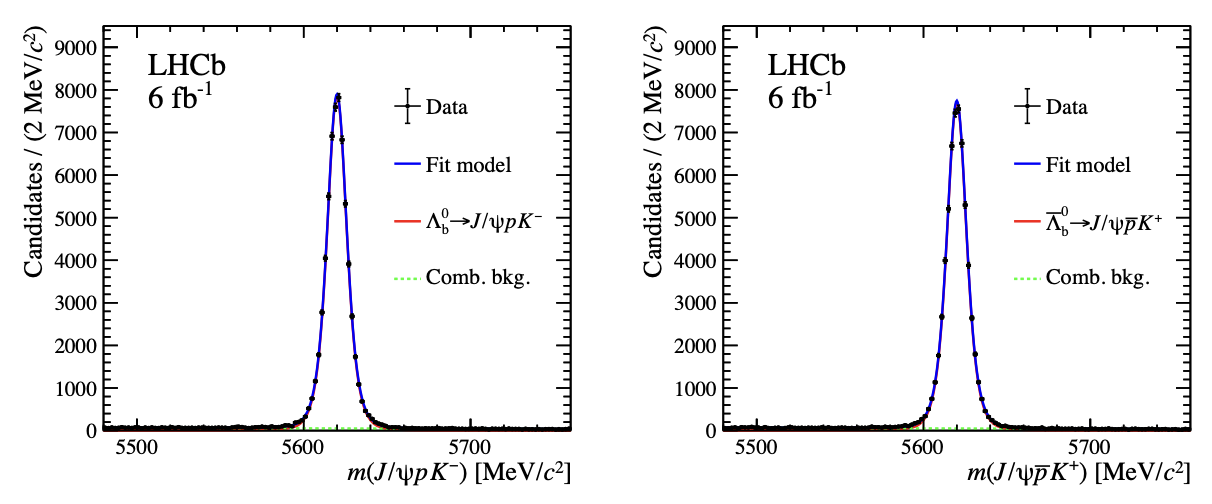 Candidates / (2 MeV/c²)
9000
8000
7000
6000
5000
4000
3000
2000
1000
0
LHCb
6 fb⁻¹
Data
Fit model
Λ⁰_b→J/ψpK⁻
Comb. bkg.
5500 5600 5700
m(J/ψpK⁻) [MeV/c²]
Candidates / (2 MeV/c²)
9000
8000
7000
6000
5000
4000
3000
2000
1000
0
LHCb
6 fb⁻¹
Data
Fit model
Λ̅⁰_b→J/ψp̅K⁺
Comb. bkg.
5500 5600 5700
m(J/ψp̅K⁺) [MeV/c²]